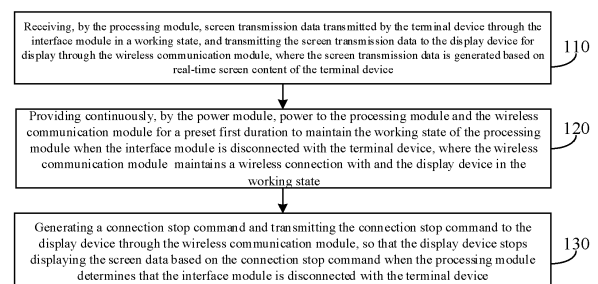 Receiving, by the processing module, screen transmission data transmitted by the terminal device through the
interface module in a working state, and transmitting the screen transmission data to the display device for
display through the wireless communication module, where the screen transmission data is generated based on
real-time screen content of the terminal device
110
Providing continuously, by the power module, power to the processing module and the wireless
communication module for a preset first duration to maintain the working state of the processing
module when the interface module is disconnected with the terminal device, where the wireless
communication module maintains a wireless connection with and the display device in the
working state
120
Generating a connection stop command and transmitting the connection stop command to the
display device through the wireless communication module, so that the display device stops
displaying the screen data based on the connection stop command when the processing module
determines that the interface module is disconnected with the terminal device
130